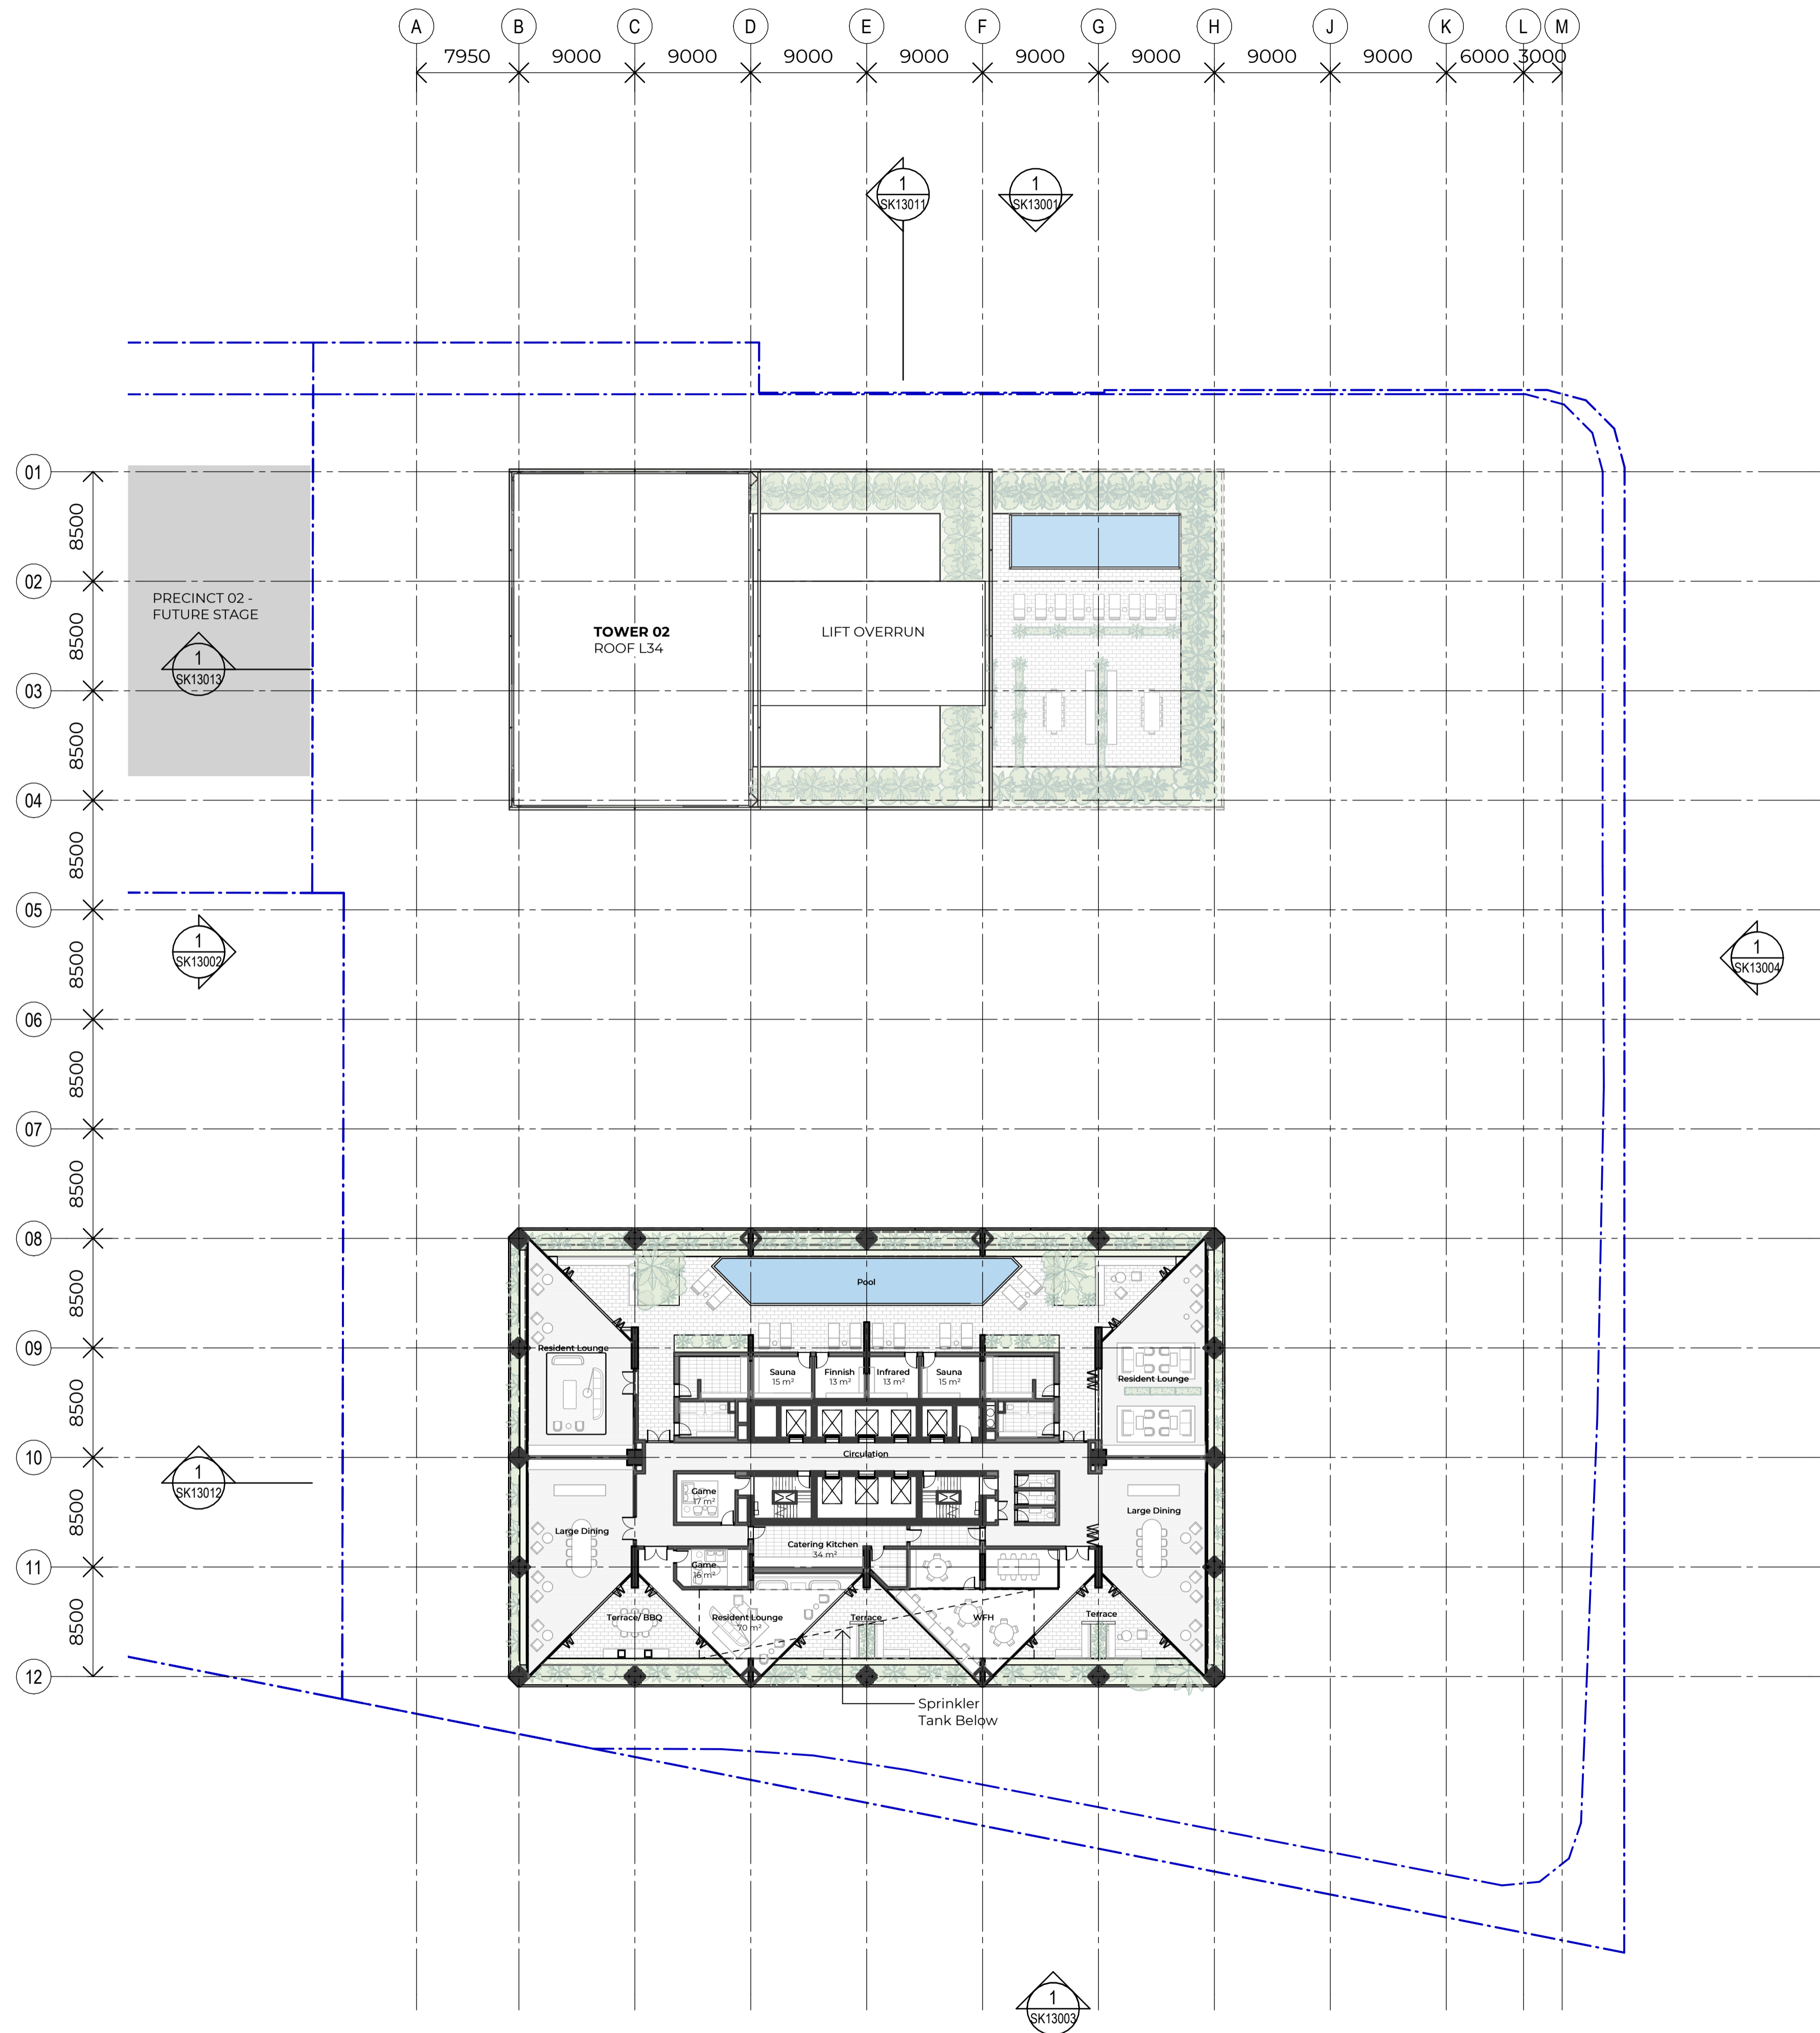 A B C D E F G H J K L M
7950 9000 9000 9000 9000 9000 9000 9000 9000 6000 3000
1
SK13011
1
SK13001
01
8500
02
PRECINCT 02 -
FUTURE STAGE
TOWER 02
ROOF L34
LIFT OVERRUN
8500
1
SK13013
03
8500
04
8500
05
1
SK13002
1
SK13004
8500
06
8500
07
8500
08
Pool
8500
09
Resident Lounge
Sauna
15 m²
Finnish
13 m²
Infrared
13 m²
Sauna
15 m²
Resident Lounge
8500
10
Circulation
1
SK13012
Game
17 m²
8500
Large Dining
Large Dining
Catering Kitchen
34 m²
11
Game
16 m²
8500
Terrace/ BBQ
Resident Lounge
70 m²
Terrace
WFH
Terrace
12
Sprinkler
Tank Below
1
SK13003